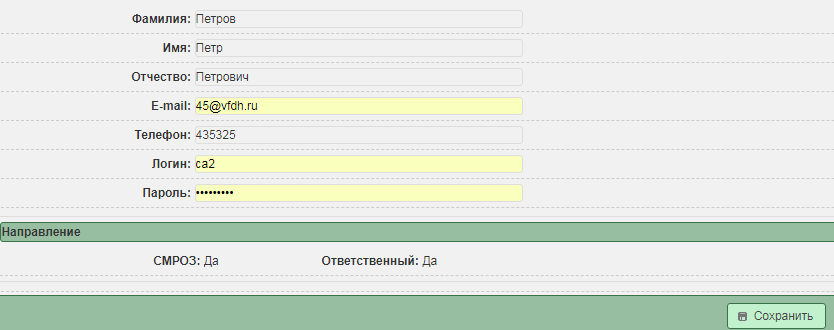 Фамилия: Петров
Имя: Петр
Отчество: Петрович
E-mail: 45@vfdh.ru
Телефон: 435325
Логин: ca2
Пароль: •••••••••
Направление
СМРОЗ: Да Ответственный: Да
Сохранить